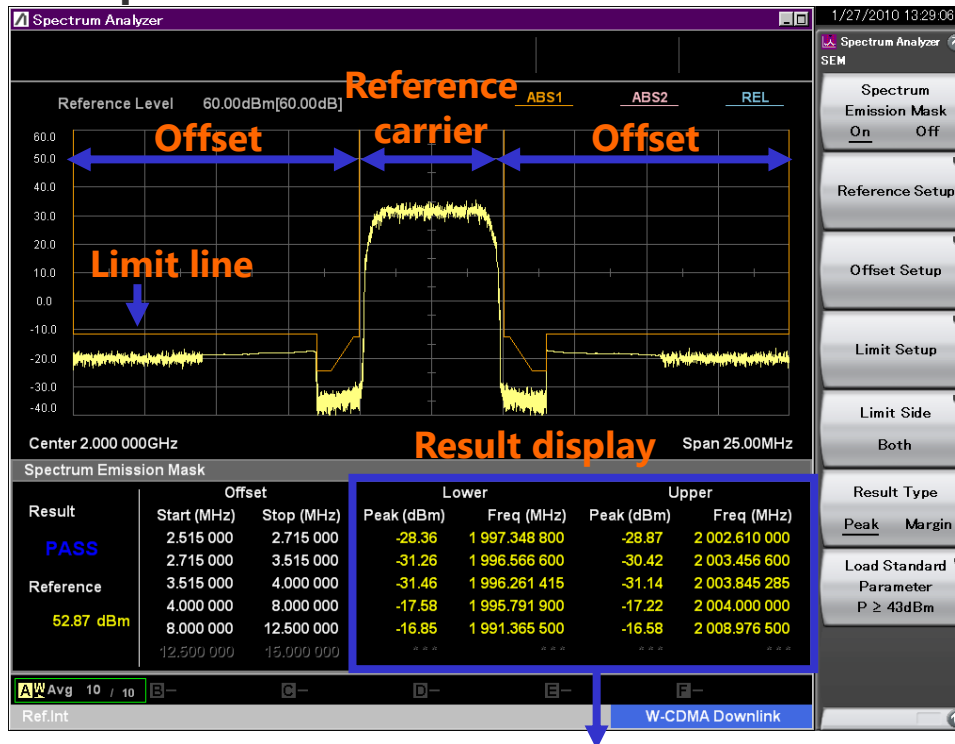 Spectrum Analyzer
1/27/2010 13:29:06
Spectrum Analyzer
SEM
Reference Level 60.00dBm[60.00dB]
ABS1 ABS2 REL
Reference
carrier
Offset
Offset
Limit line
60.0
50.0
40.0
30.0
20.0
10.0
0.0
-10.0
-20.0
-30.0
-40.0
Center 2.000 000GHz
Span 25.00MHz
Result display
Spectrum Emission Mask
Offset Lower Upper
Result Start (MHz) Stop (MHz) Peak (dBm) Freq (MHz) Peak (dBm) Freq (MHz)
2.515 000 2.715 000 -28.36 1 997.348 800 -28.87 2 002.610 000
PASS
2.715 000 3.515 000 -31.26 1 996.566 600 -30.42 2 003.456 600
Reference 3.515 000 4.000 000 -31.46 1 996.261 415 -31.14 2 003.845 285
4.000 000 8.000 000 -17.58 1 995.791 900 -17.22 2 004.000 000
52.87 dBm
8.000 000 12.500 000 -16.85 1 991.365 500 -16.58 2 008.976 500
12.500 000 15.000 000 *** *** *** ***
A W Avg 10 / 10 B- C- D- E- F-
Ref.Int
W-CDMA Downlink
Spectrum
Emission Mask
On Off
Reference Setup
Offset Setup
Limit Setup
Limit Side
Both
Result Type
Peak Margin
Load Standard
Parameter
P ≥ 43dBm